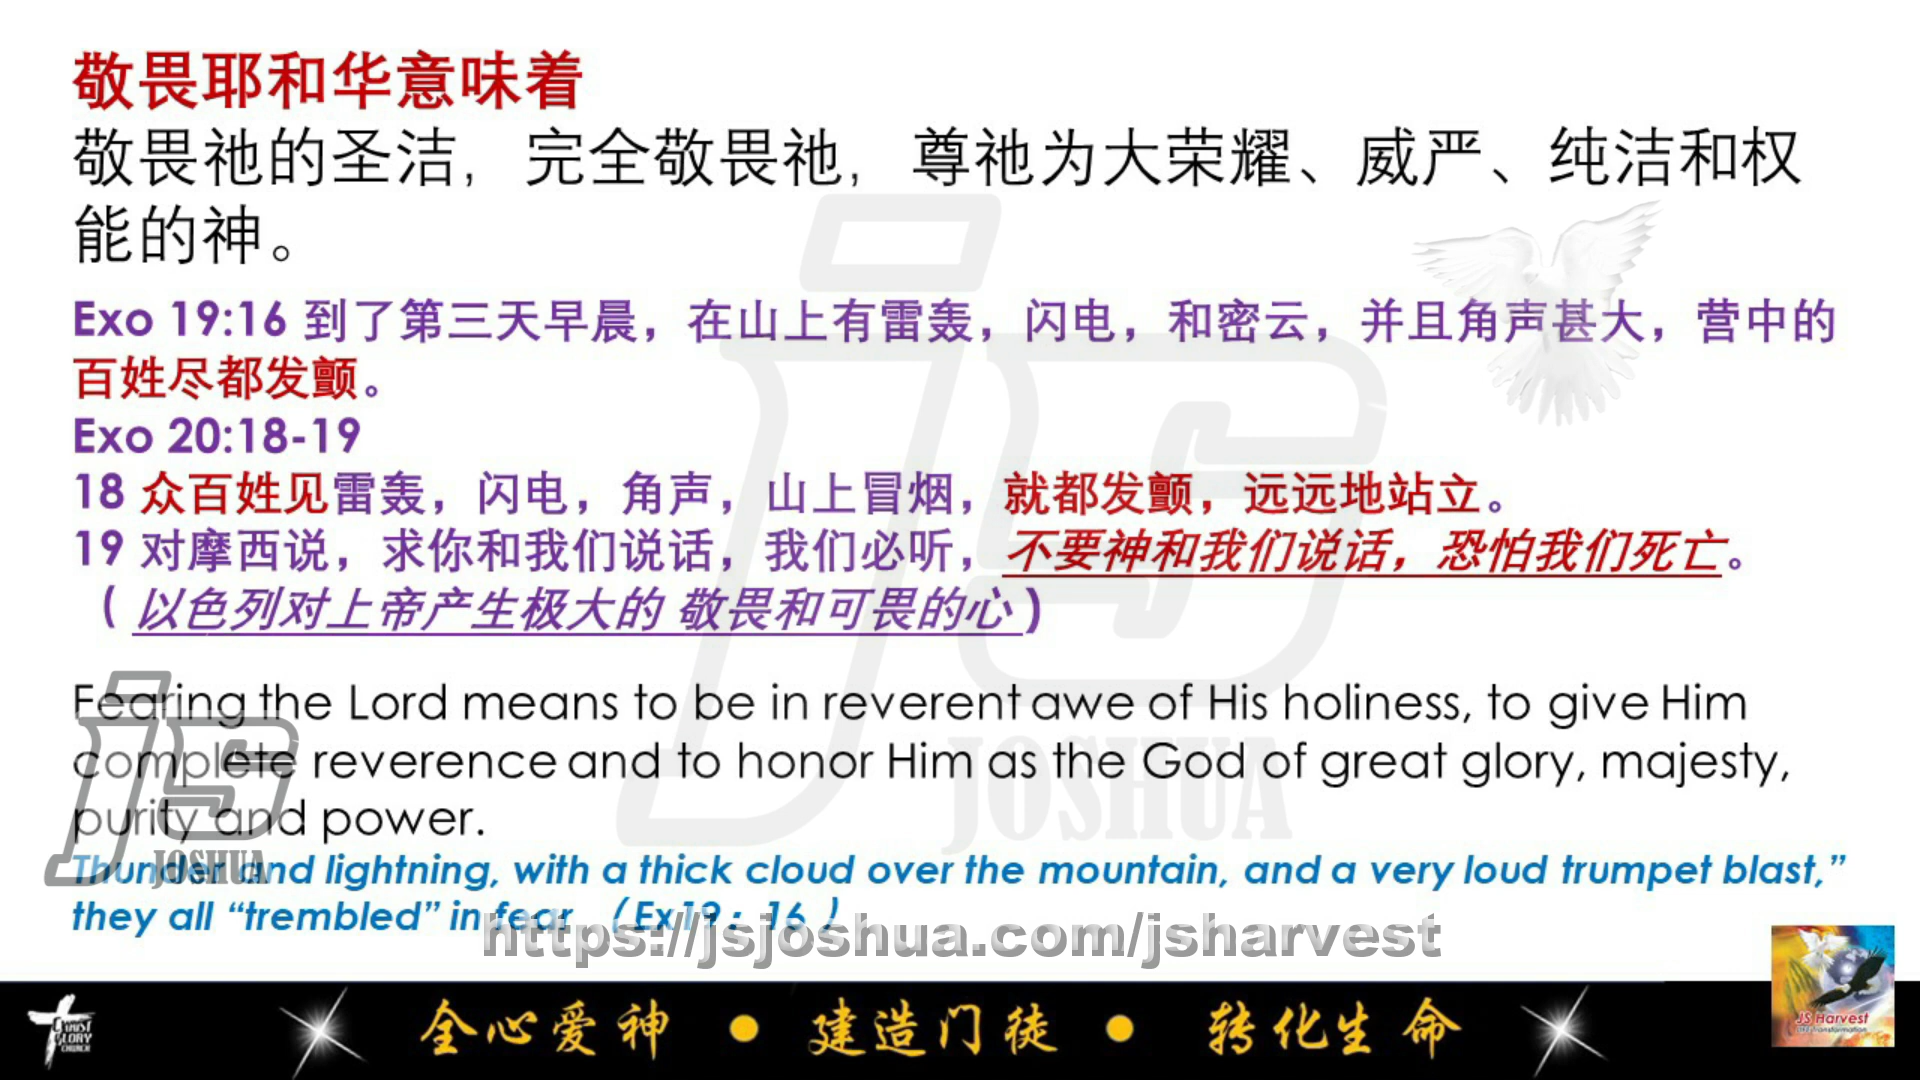 敬畏耶和华意味着
敬畏祂的圣洁，完全敬畏祂，尊祂为大荣耀、威严、纯洁和权
能的神。
Exo 19:16 到了第三天早晨，在山上有雷轰，闪电，和密云，并且角声甚大，营中的
百姓尽都发颤。
Exo 20:18-19
18 众百姓见雷轰，闪电，角声，山上冒烟，就都发颤，远远地站立。
19 对摩西说，求你和我们说话，我们必听，不要神和我们说话，恐怕我们死亡。
（以色列对上帝产生极大的 敬畏和可畏的心)
Fearing the Lord means to be in reverent awe of His holiness, to give Him
complete reverence and to honor Him as the God of great glory, majesty,
purity and power.
Thunder and lightning, with a thick cloud over the mountain, and a very loud trumpet blast,”
they all “trembled” in fear （Ex19：16 ）
JS
JOSHUA
JS
JOSHUA
https://jsjoshua.com/jsharvest
CHRIST
GLORY
CHURCH
全心爱神 ● 建造门徒 ● 转化生命
JS Harvest
Life Transformation